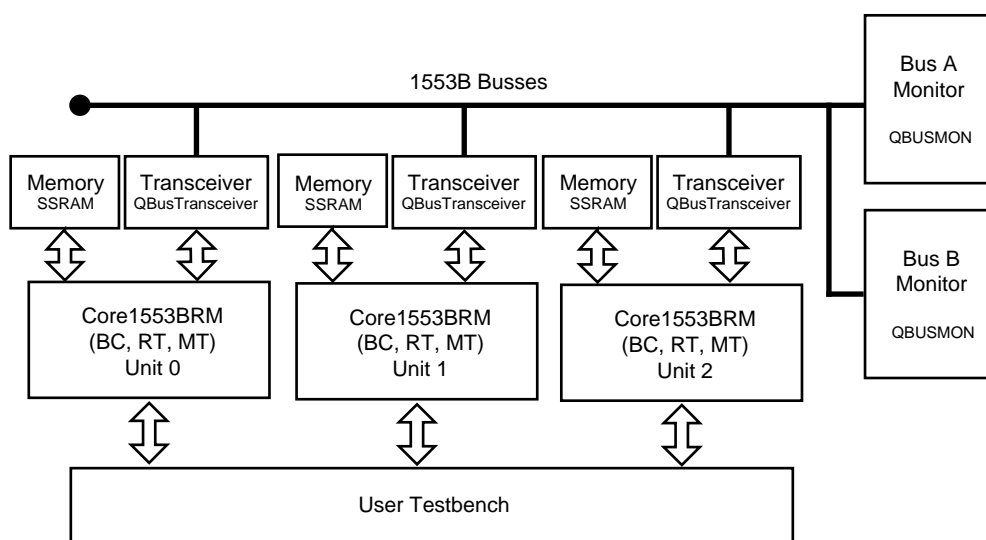 1553B Busses
Bus A
Monitor
QBUSMON
Memory
SSRAM
Transceiver
QBusTransceiver
Memory
SSRAM
Transceiver
QBusTransceiver
Memory
SSRAM
Transceiver
QBusTransceiver
Bus B
Monitor
QBUSMON
Core1553BRM
(BC, RT, MT)
Unit 0
Core1553BRM
(BC, RT, MT)
Unit 1
Core1553BRM
(BC, RT, MT)
Unit 2
User Testbench